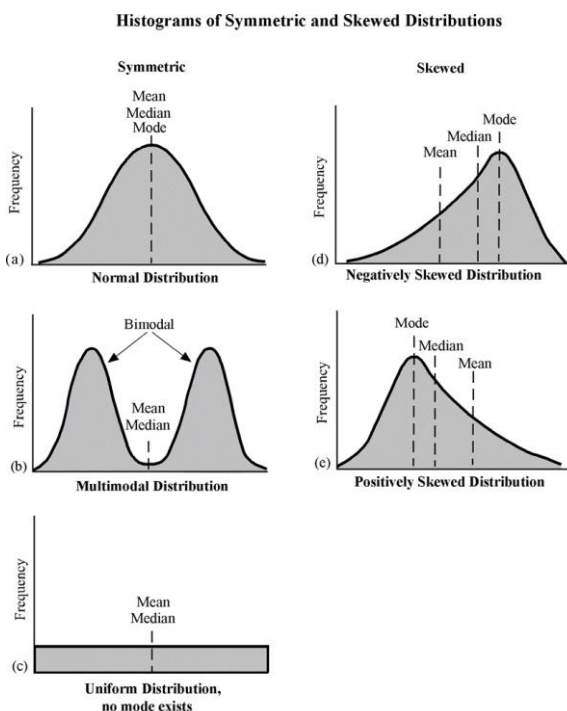 Histograms of Symmetric and Skewed Distributions
Symmetric
Mean
Median
Mode
Frequency
(a)
Normal Distribution
Bimodal
Mean
Median
Frequency
(b)
Multimodal Distribution
Mean
Median
Frequency
(c)
Uniform Distribution,
no mode exists
Skewed
Mode
Median
Mean
Frequency
(d)
Negatively Skewed Distribution
Mode
Median
Mean
Frequency
(e)
Positively Skewed Distribution